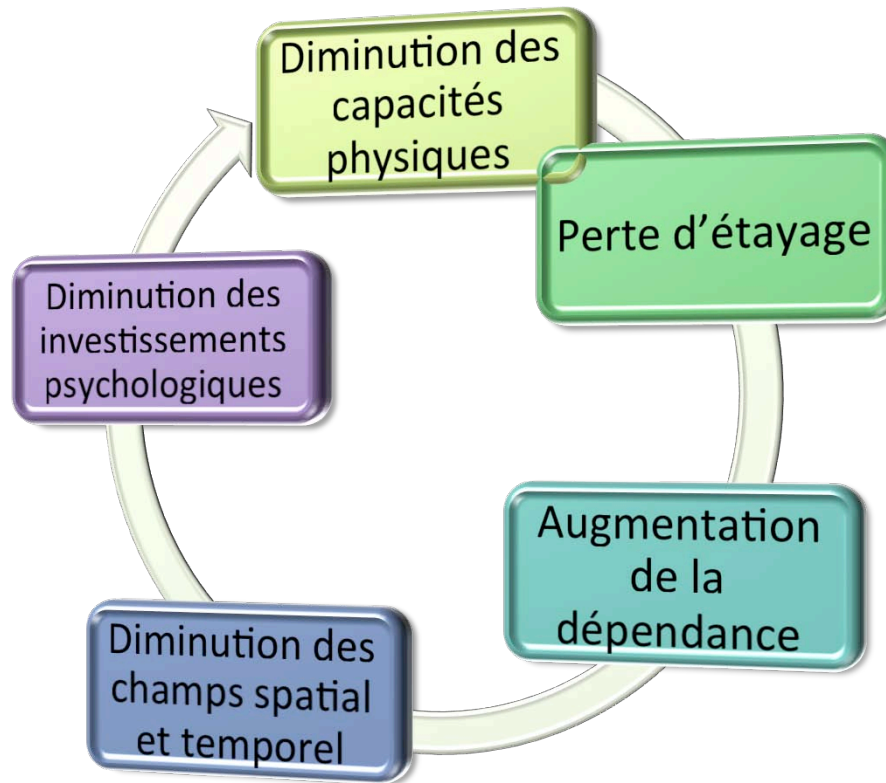 Diminution des
capacités
physiques
Perte d’étayage
Augmentation
de la
dépendance
Diminution des
champs spatial
et temporel
Diminution des
investissements
psychologiques